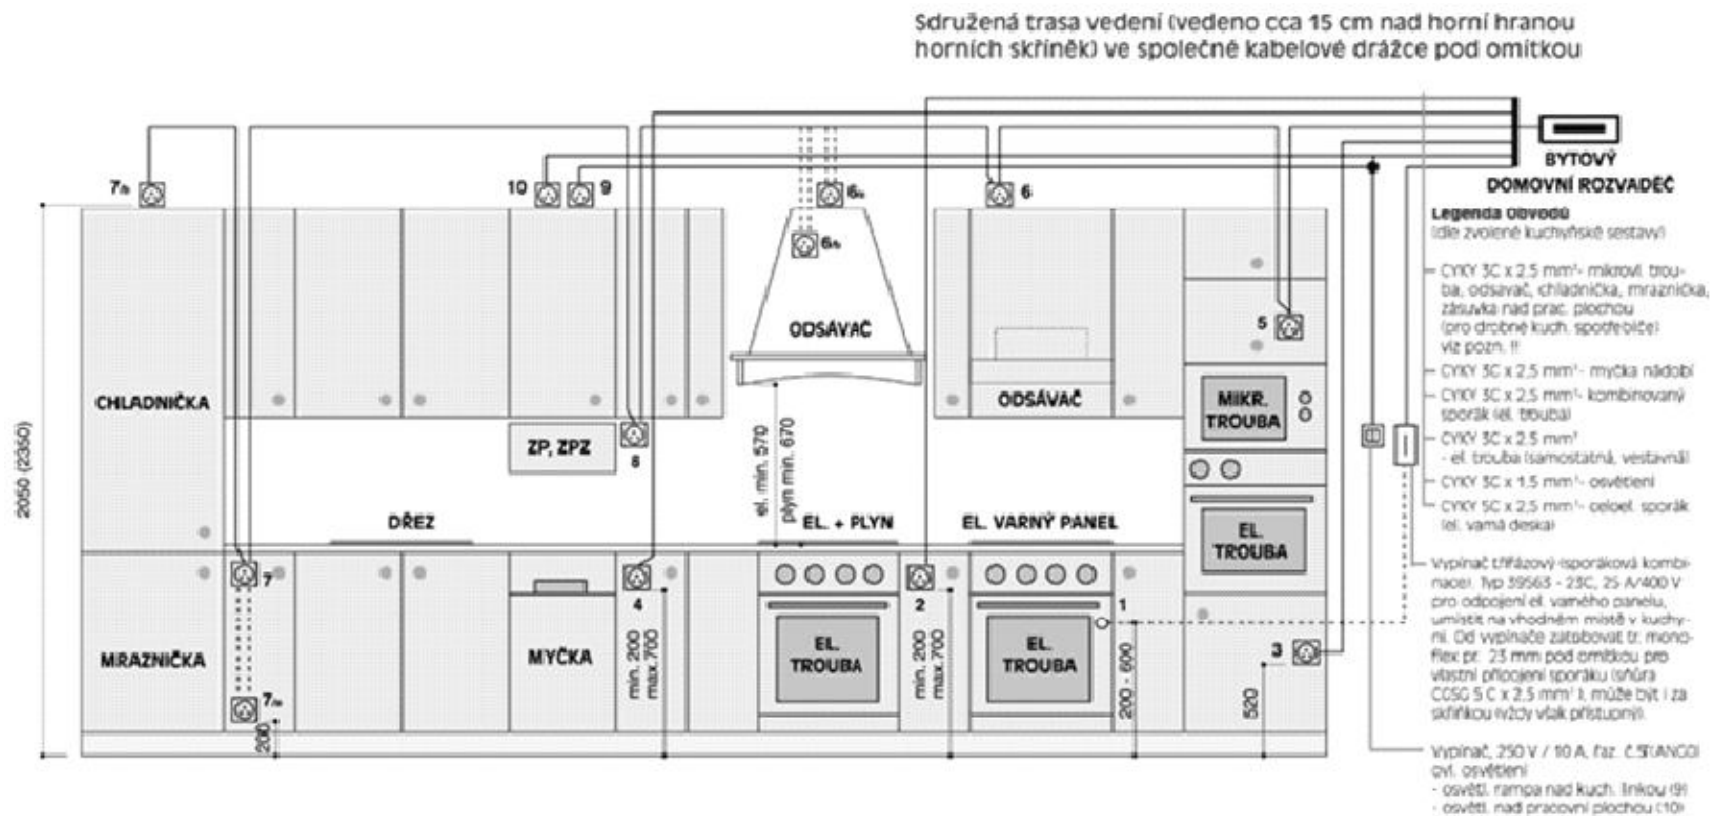 Sdružená trasa vedení (vedeno cca 15 cm nad horní hranou
horních skříněk) ve společné kabelové drážce pod omítkou
BYTOVÝ
DOMOVNÍ ROZVADĚČ
7/b
10
9
6/a
6
6/b
5
ODSÁVAČ
CHLADNIČKA
ZP, ZPZ
8
ODSÁVAČ
MIKR.
TROUBA
2050 (2350)
el. min. 570
plyn min. 670
DŘEZ
EL. + PLYN
EL. VARNÝ PANEL
EL.
TROUBA
7
4
2
1
MRAZNIČKA
MYČKA
EL.
TROUBA
EL.
TROUBA
3
7/a
200
min. 200
max.700
min. 200
max.700
200 - 600
520
Legenda obvodů
(dle zvolené kuchyňské sestavy)
CYKY 3C x 2,5 mm² - mikrovl. trou-
ba, odsavač, chladnička, mraznička,
zásuvka nad prac. plochou
(pro drobné kuch. spotřebiče)
viz pozn. !!
CYKY 3C x 2,5 mm² - myčka nádobí
CYKY 3C x 2,5 mm² - kombinovaný
sporák (el. trouba)
CYKY 3C x 2,5 mm²
- el. trouba (samostatná, vestavná)
CYKY 3C x 1,5 mm² - osvětlení
CYKY 5C x 2,5 mm² - celoel. sporák
(el. varná deska)
Vypínač třífázový (sporáková kombi-
nace). Typ 39563 - 23C, 25 A/400 V
pro odpojení el. varného panelu,
umístit na vhodném místě v kuchy-
ni. Od vypínače zatrubovat tr. mono-
flex pr. 23 mm pod omítkou pro
vlastní připojení sporáku (šňůra
CGSG 5 C x 2,5 mm²), může být i za
skříňkou (vždy však přístupný).
Vypínač, 250 V / 10 A, řaz. č.
ovl. osvětlení
- osvětl. rampa nad kuch. linkou (9)
- osvětl. nad pracovní plochou (10)